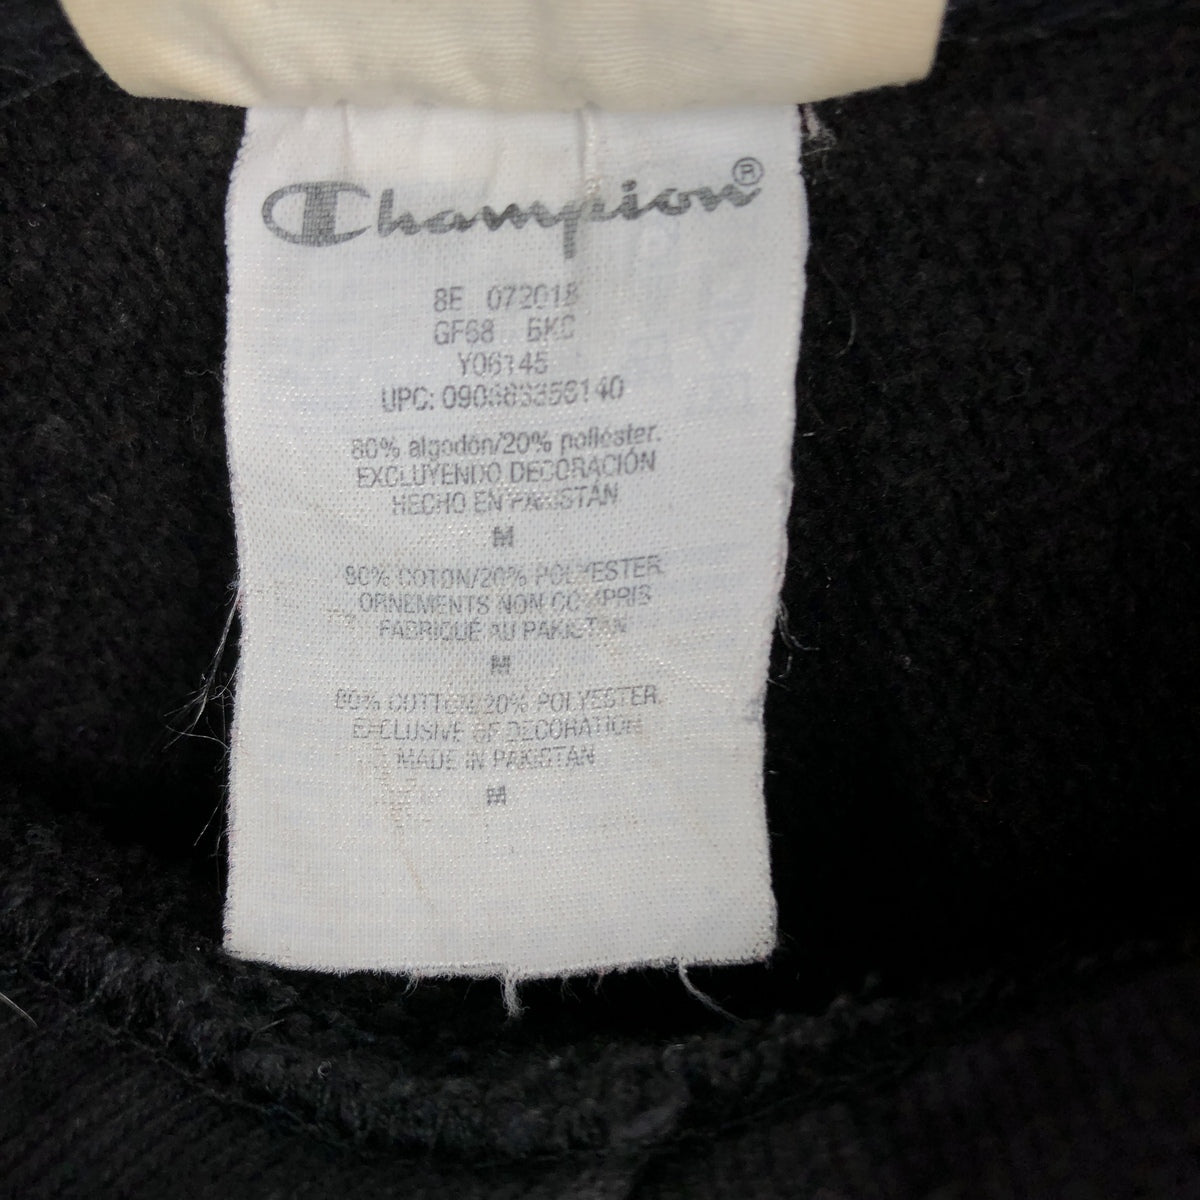 Champion®
8E 072018
GF68 BKC
Y06145
UPC:
80% algodón/20% poliéster.
EXCLUYENDO DECORACIÓN
HECHO EN PAKISTÁN
M
80% COTON/20% POLYESTER
ORNEMENTS NON COMPRIS
FABRIQUÉ AU PAKISTAN
M
80% COTTON/20% POLYESTER.
EXCLUSIVE OF DECORATION
MADE IN PAKISTAN
M